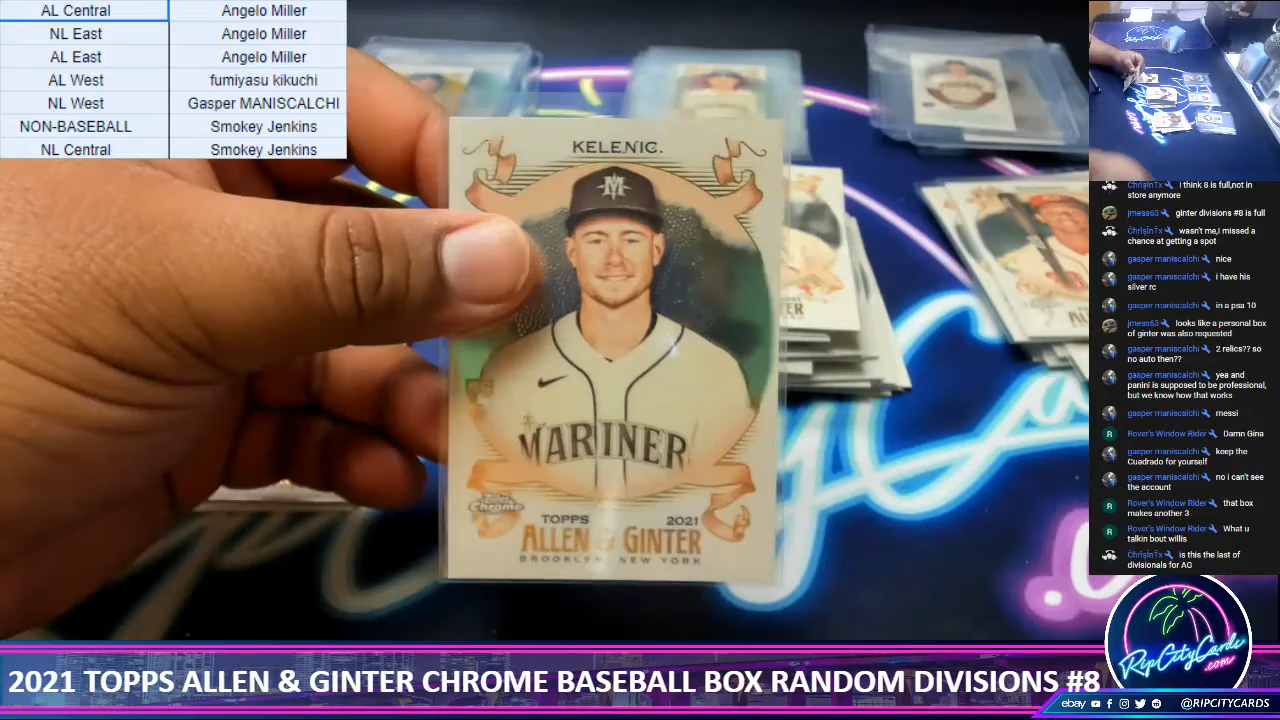 AL Central Angelo Miller
NL East Angelo Miller
AL East Angelo Miller
AL West fumiyasu kikuchi
NL West Gasper MANISCALCHI
NON-BASEBALL Smokey Jenkins
NL Central Smokey Jenkins
KELENIC.
M
MARINER
Topps Chrome
TOPPS 2021
ALLEN & GINTER
BROOKLYN NEW YORK
TER
ChrisInTx I think 8 is full,not in
store anymore
jmess63 ginter divisions #8 is full
ChrisInTx wasn't me,I missed a
chance at getting a spot
gasper maniscalchi nice
gasper maniscalchi i have his
silver rc
gasper maniscalchi in a psa 10
jmess63 looks like a personal box
of ginter was also requested
gasper maniscalchi 2 relics?? so
no auto then??
gasper maniscalchi yea and
panini is supposed to be professional,
but we know how that works
gasper maniscalchi messi
R Rover's Window Rider Damn Gina
gasper maniscalchi keep the
Cuadrado for yourself
gasper maniscalchi no i can't see
the account
R Rover's Window Rider that box
makes another 3
R Rover's Window Rider What u
talkin bout willis
ChrisInTx is this the last of
divisionals for AG
RipCityCards
.com
2021 TOPPS ALLEN & GINTER CHROME BASEBALL BOX RANDOM DIVISIONS #8
ebay @RIPCITYCARDS